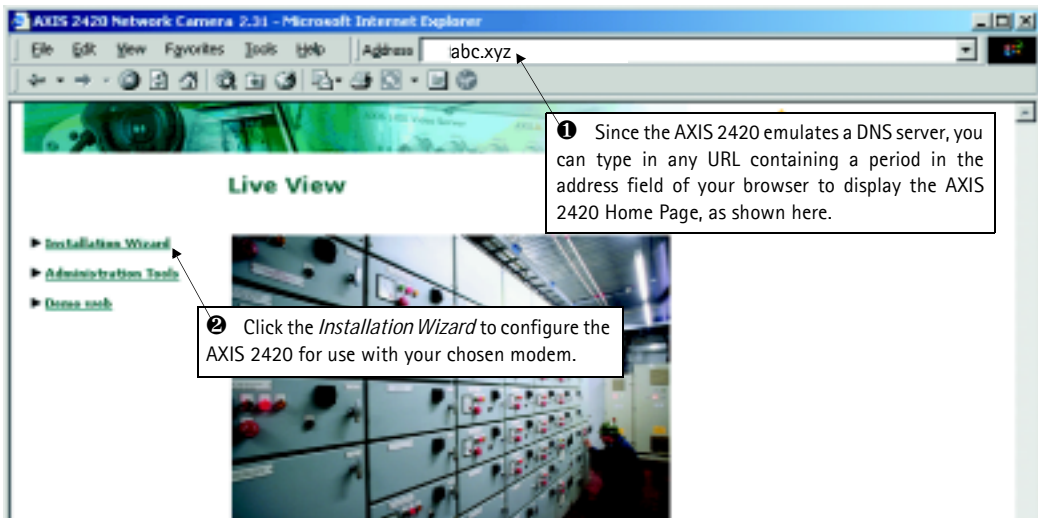 AXIS 2420 Network Camera 2.31 - Microsoft Internet Explorer
File Edit View Favorites Tools Help Address abc.xyz
❶ Since the AXIS 2420 emulates a DNS server, you
can type in any URL containing a period in the
address field of your browser to display the AXIS
2420 Home Page, as shown here.
Live View
Installation Wizard
Administration Tools
Demo web
❷ Click the Installation Wizard to configure the
AXIS 2420 for use with your chosen modem.